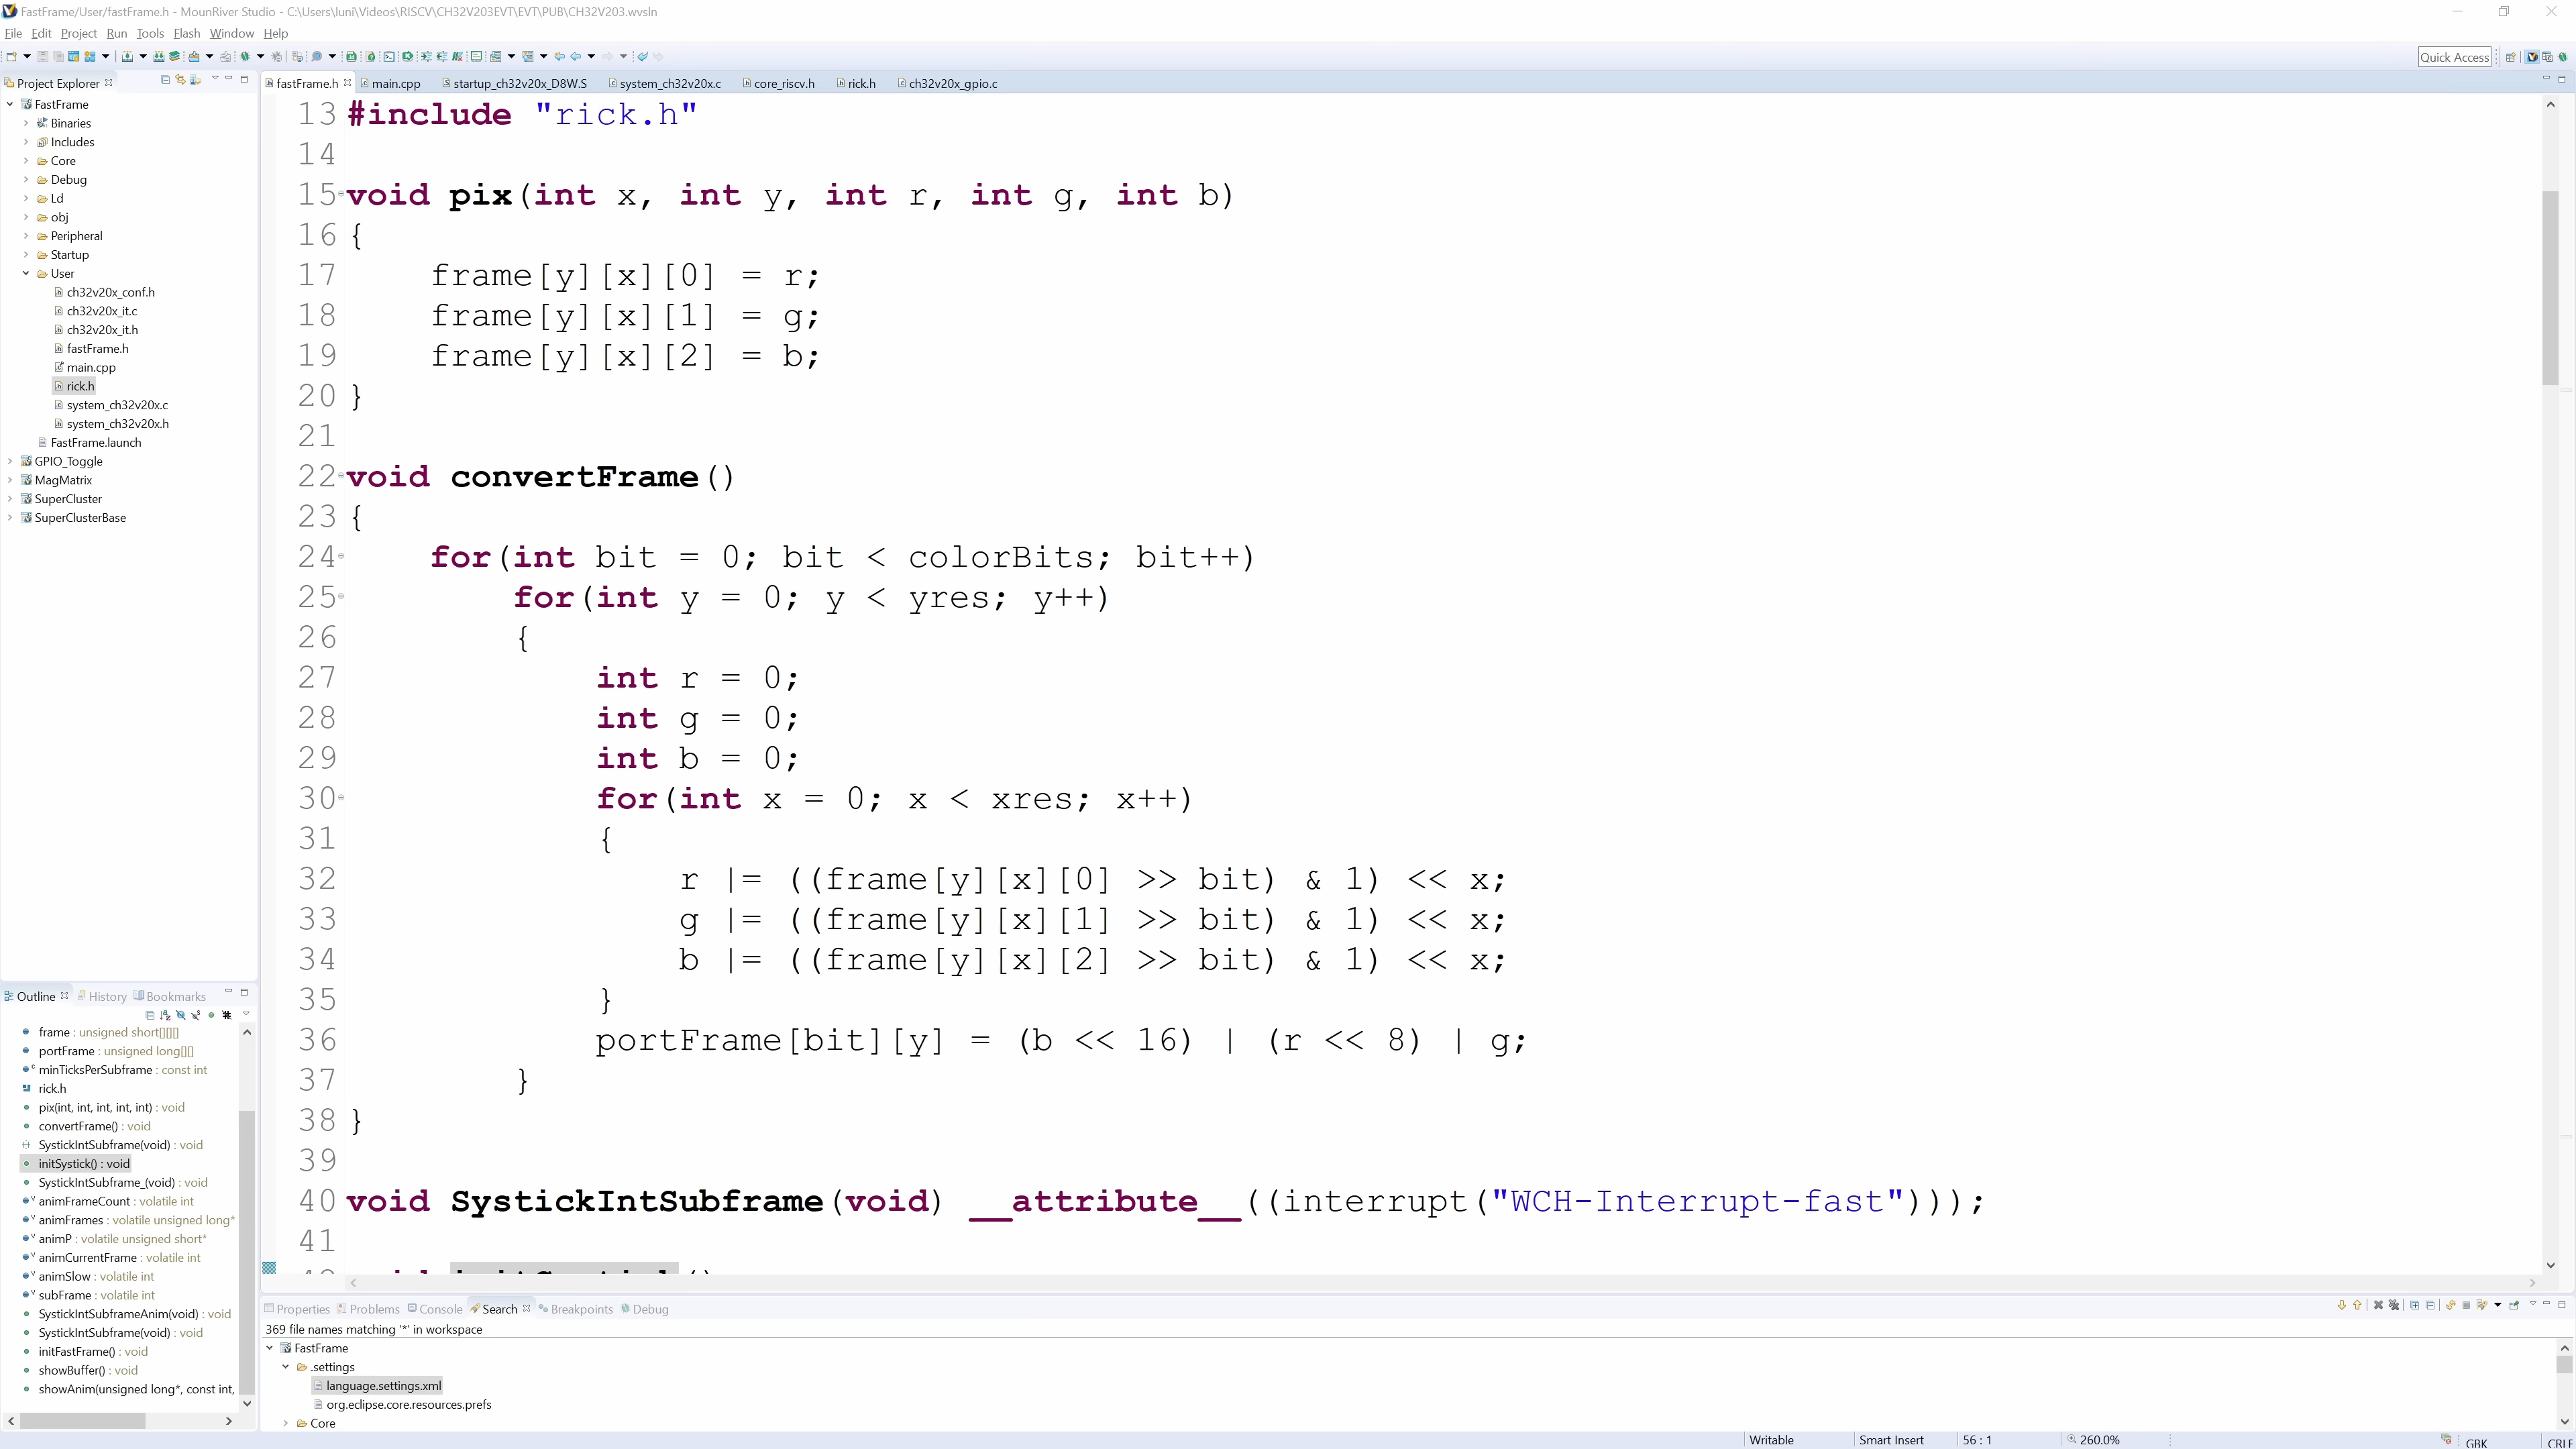 FastFrame/User/fastFrame.h - MounRiver Studio - C:\Users\luni\Videos\RISCV\CH32V203EVT\EVT\PUB\CH32V203.wvsln
File Edit Project Run Tools Flash Window Help
Quick Access
Project Explorer
FastFrame
Binaries
Includes
Core
Debug
Ld
obj
Peripheral
Startup
User
ch32v20x_conf.h
ch32v20x_it.c
ch32v20x_it.h
fastFrame.h
main.cpp
rick.h
system_ch32v20x.c
system_ch32v20x.h
FastFrame.launch
GPIO_Toggle
MagMatrix
SuperCluster
SuperClusterBase
fastFrame.h main.cpp startup_ch32v20x_D8W.S system_ch32v20x.c core_riscv.h rick.h ch32v20x_gpio.c
13 #include "rick.h"
14
15 void pix(int x, int y, int r, int g, int b)
16 {
17     frame[y][x][0] = r;
18     frame[y][x][1] = g;
19     frame[y][x][2] = b;
20 }
21
22 void convertFrame()
23 {
24     for(int bit = 0; bit < colorBits; bit++)
25         for(int y = 0; y < yres; y++)
26         {
27             int r = 0;
28             int g = 0;
29             int b = 0;
30             for(int x = 0; x < xres; x++)
31             {
32                 r |= ((frame[y][x][0] >> bit) & 1) << x;
33                 g |= ((frame[y][x][1] >> bit) & 1) << x;
34                 b |= ((frame[y][x][2] >> bit) & 1) << x;
35             }
36             portFrame[bit][y] = (b << 16) | (r << 8) | g;
37         }
38 }
39
40 void SystickIntSubframe(void) __attribute__((interrupt("WCH-Interrupt-fast")));
41
Outline History Bookmarks
frame : unsigned short[][][]
portFrame : unsigned long[][]
minTicksPerSubframe : const int
rick.h
pix(int, int, int, int, int) : void
convertFrame() : void
SystickIntSubframe(void) : void
initSystick() : void
SystickIntSubframe_(void) : void
animFrameCount : volatile int
animFrames : volatile unsigned long*
animP : volatile unsigned short*
animCurrentFrame : volatile int
animSlow : volatile int
subFrame : volatile int
SystickIntSubframeAnim(void) : void
SystickIntSubframe(void) : void
initFastFrame() : void
showBuffer() : void
showAnim(unsigned long*, const int,
Properties Problems Console Search Breakpoints Debug
369 file names matching '*' in workspace
FastFrame
.settings
language.settings.xml
org.eclipse.core.resources.prefs
Core
Writable Smart Insert 56 : 1 260.0% GBK CRLF